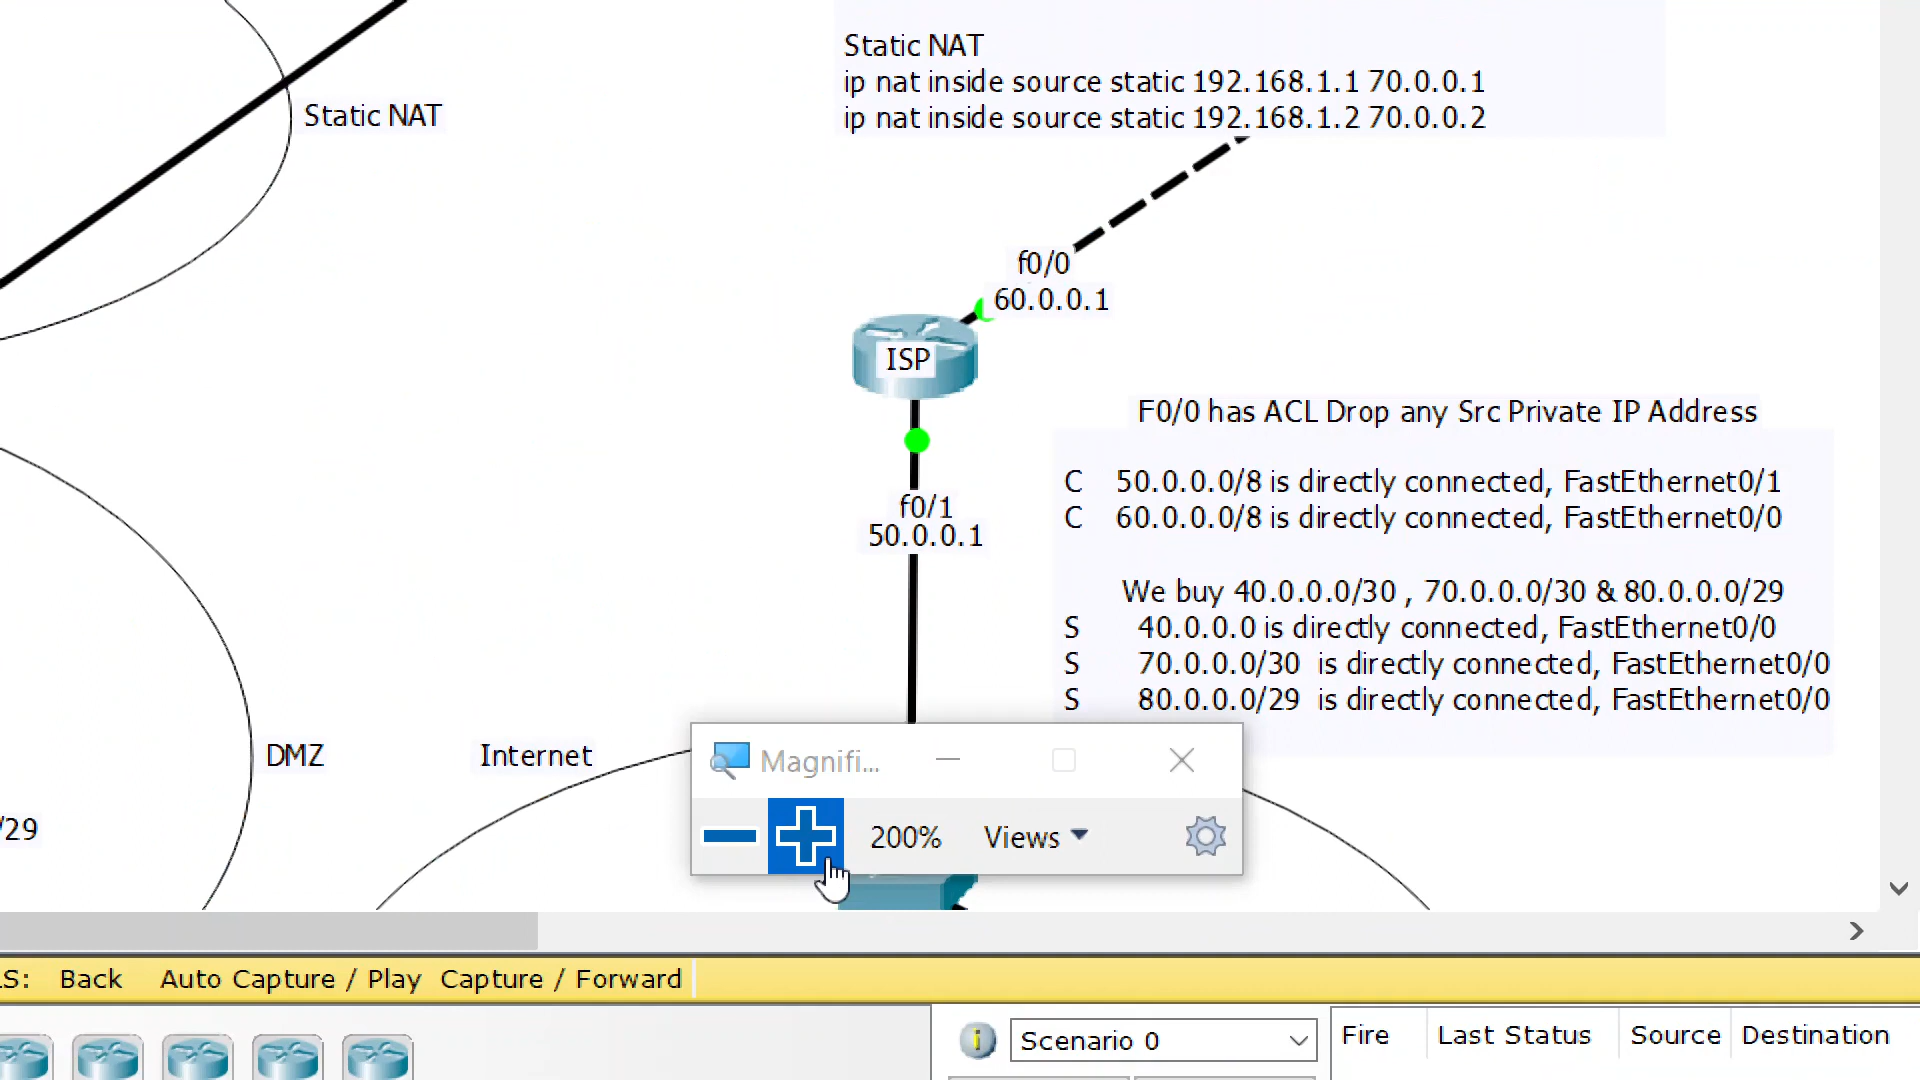 Static NAT
ip nat inside source static 192.168.1.1 70.0.0.1
ip nat inside source static 192.168.1.2 70.0.0.2
Static NAT
f0/0
60.0.0.1
ISP
F0/0 has ACL Drop any Src Private IP Address
C 50.0.0.0/8 is directly connected, FastEthernet0/1
C 60.0.0.0/8 is directly connected, FastEthernet0/0
f0/1
50.0.0.1
We buy 40.0.0.0/30 , 70.0.0.0/30 & 80.0.0.0/29
S 40.0.0.0 is directly connected, FastEthernet0/0
S 70.0.0.0/30 is directly connected, FastEthernet0/0
S 80.0.0.0/29 is directly connected, FastEthernet0/0
DMZ
Internet
Magnifi...
/29
200% Views
S: Back Auto Capture / Play Capture / Forward
Scenario 0
Fire Last Status Source Destination